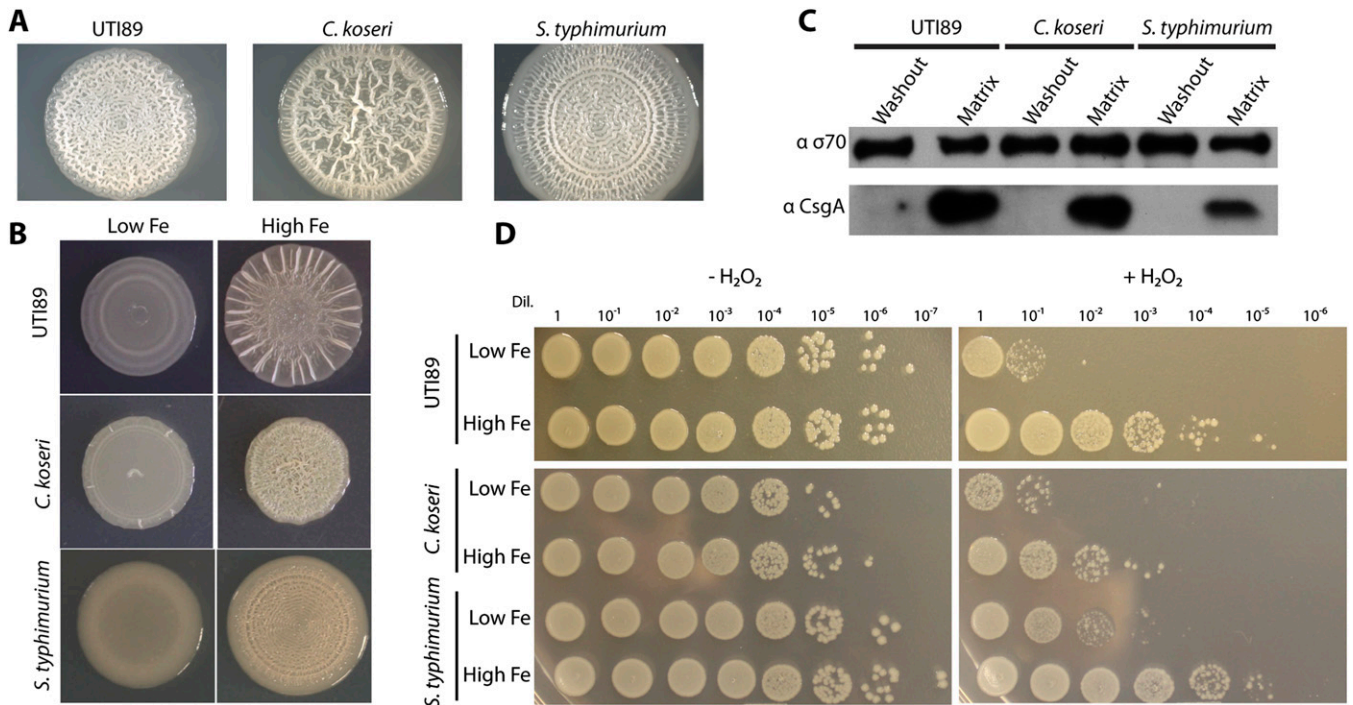 A
UTI89
C. koseri
S. typhimurium
B
Low Fe
High Fe
UTI89
C. koseri
S. typhimurium
C
UTI89
C. koseri
S. typhimurium
Washout
Matrix
Washout
Matrix
Washout
Matrix
α σ70
α CsgA
D
- H₂O₂
+ H₂O₂
Dil.
1 10⁻¹ 10⁻² 10⁻³ 10⁻⁴ 10⁻⁵ 10⁻⁶ 10⁻⁷
1 10⁻¹ 10⁻² 10⁻³ 10⁻⁴ 10⁻⁵ 10⁻⁶
UTI89
Low Fe
High Fe
C. koseri
Low Fe
High Fe
S. typhimurium
Low Fe
High Fe